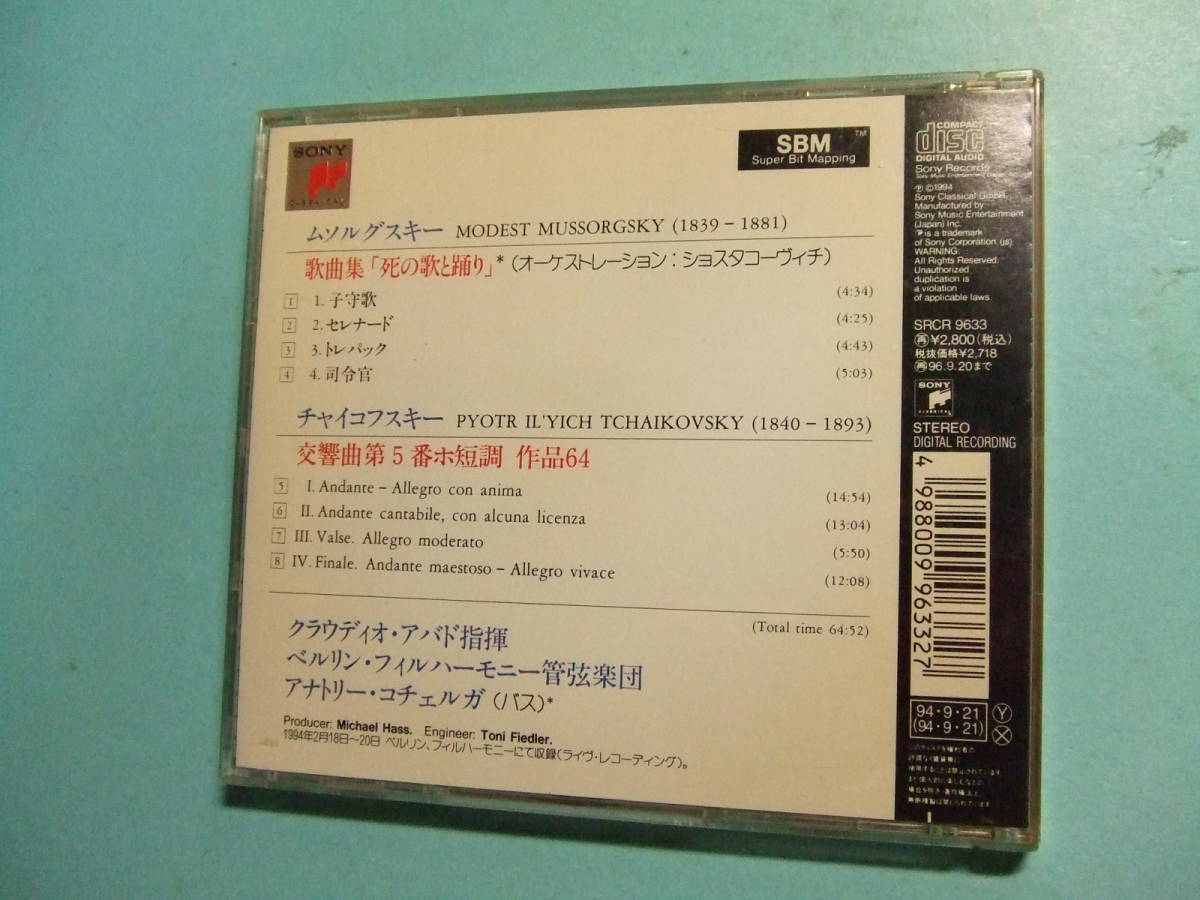 SONY
CLASSICAL
SBM™
Super Bit Mapping
ムソルグスキー MODEST MUSSORGSKY (1839 – 1881)
歌曲集「死の歌と踊り」* (オーケストレーション: ショスタコーヴィチ)
1 1. 子守歌 (4:34)
2 2. セレナード (4:25)
3 3. トレパック (4:43)
4 4. 司令官 (5:03)
チャイコフスキー PYOTR IL'YICH TCHAIKOVSKY (1840 – 1893)
交響曲第5番ホ短調 作品64
5 I. Andante – Allegro con anima (14:54)
6 II. Andante cantabile, con alcuna licenza (13:04)
7 III. Valse. Allegro moderato (5:50)
8 IV. Finale. Andante maestoso – Allegro vivace (12:08)
(Total time 64:52)
クラウディオ・アバド指揮
ベルリン・フィルハーモニー管弦楽団
アナトリー・コチェルガ (バス)*
Producer: Michael Hass. Engineer: Toni Fiedler.
1994年2月18日〜20日 ベルリン、フィルハーモニーにて収録(ライヴ・レコーディング)。
COMPACT
disc
DIGITAL AUDIO
Sony Records
℗©1994
Sony Classical GmbH.
Manufactured by
Sony Music Entertainment
(Japan) Inc.
is a trademark
of Sony Corporation (js)
WARNING:
All Rights Reserved.
Unauthorized
duplication is
a violation
of applicable laws.
SRCR 9633
再¥2,800(税込)
税抜価格¥2,718
再96.9.20まで
SONY
CLASSICAL
STEREO
DIGITAL RECORDING
4 988009 963327
94・9・21 Y
(94・9・21) X